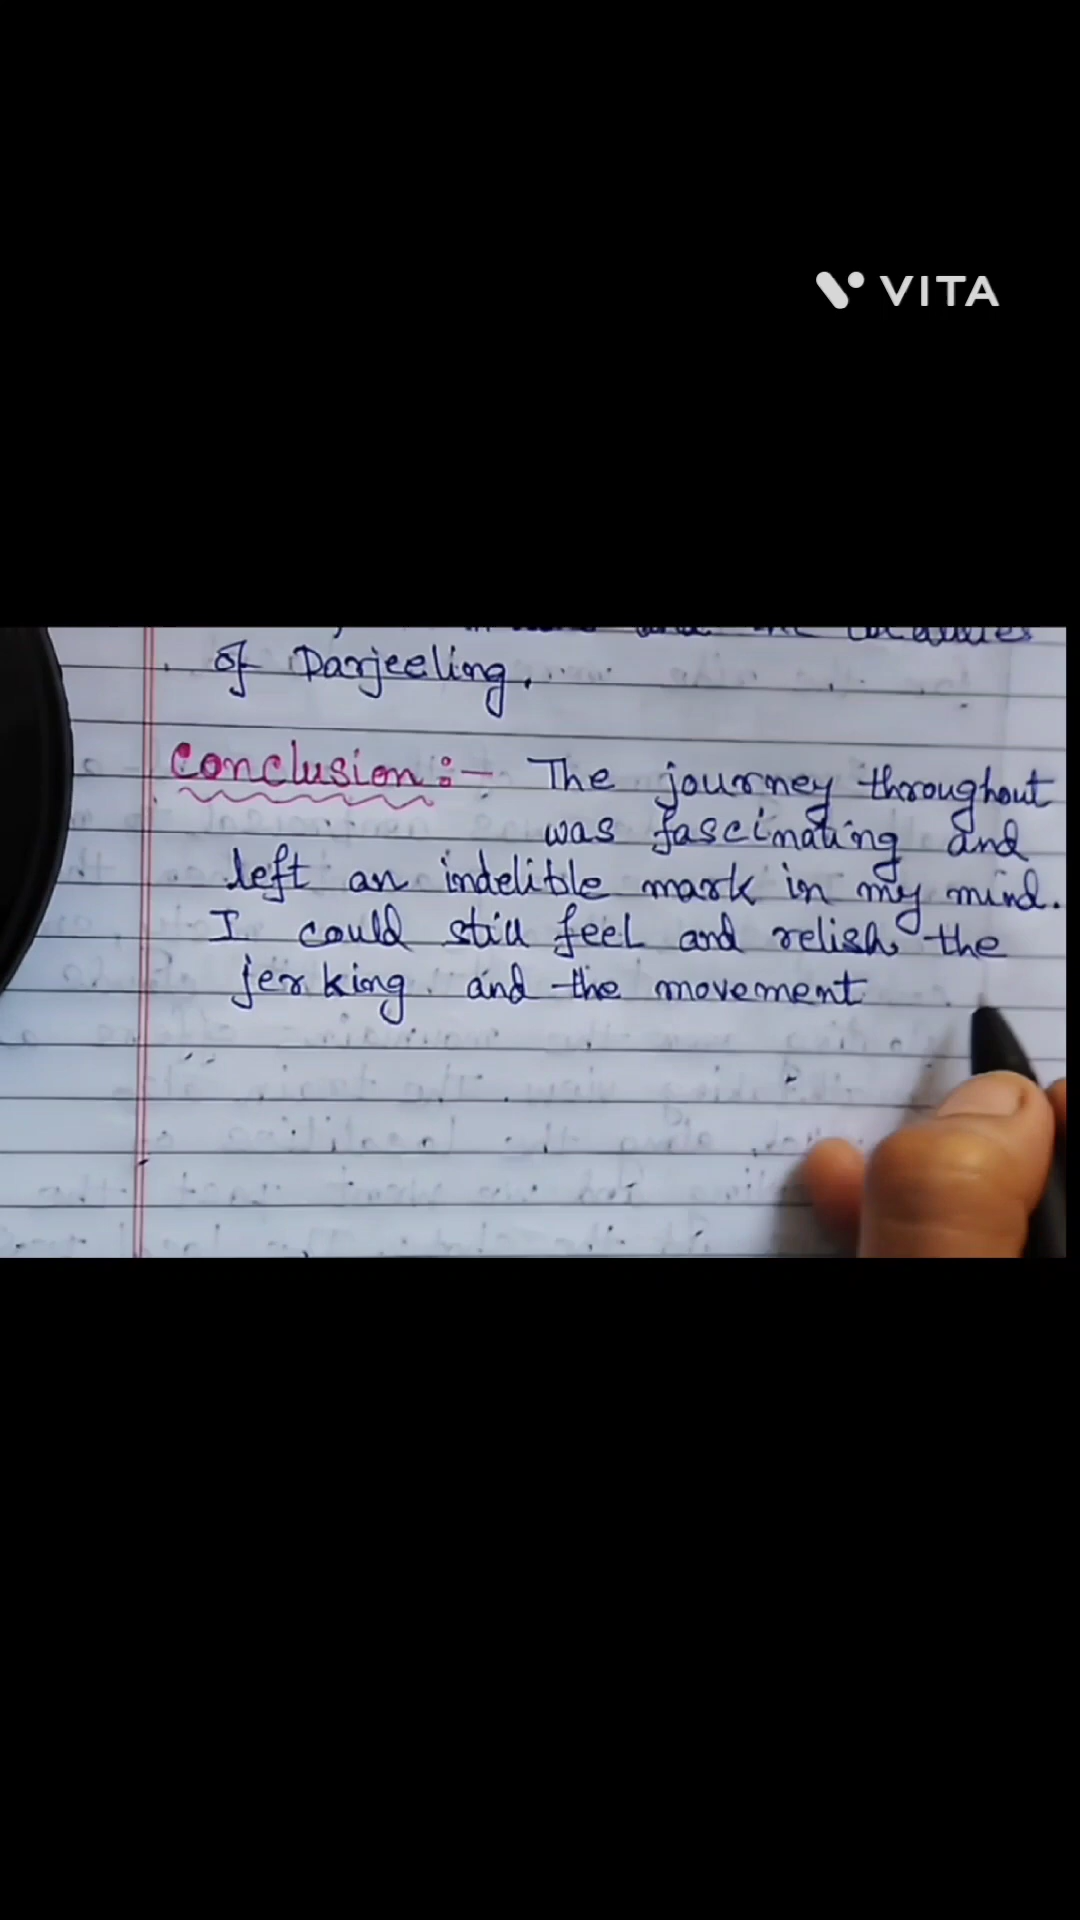 VITA
of Darjeeling.
Conclusion:- The journey throughout
was fascinating and
left an indelible mark in my mind.
I could still feel and relish the
jerking and the movement